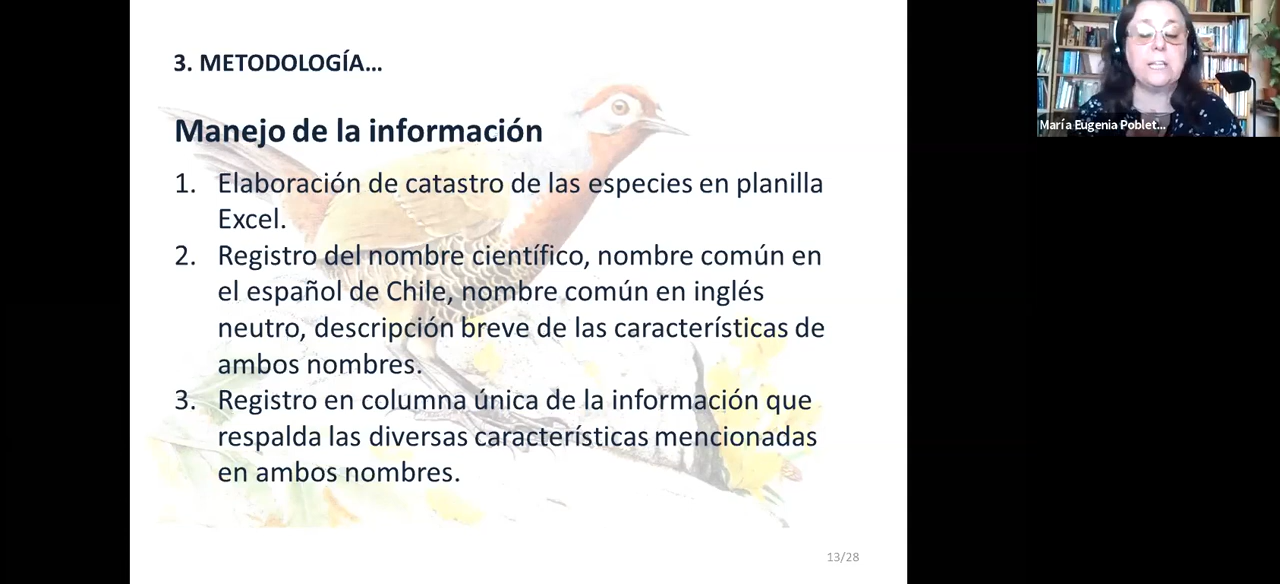 3. METODOLOGÍA...
Manejo de la información
1. Elaboración de catastro de las especies en planilla
Excel.
2. Registro del nombre científico, nombre común en
el español de Chile, nombre común en inglés
neutro, descripción breve de las características de
ambos nombres.
3. Registro en columna única de la información que
respalda las diversas características mencionadas
en ambos nombres.
13/28
María Eugenia Poblet...